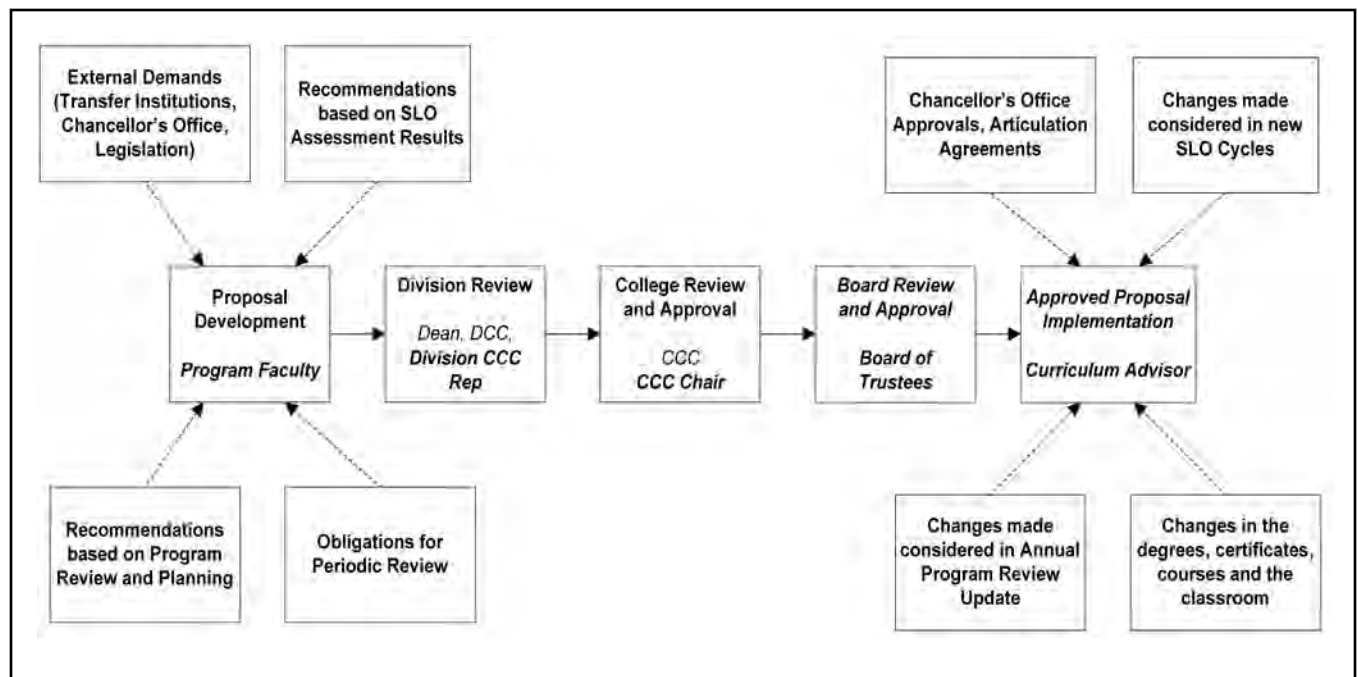 External Demands
(Transfer Institutions,
Chancellor's Office,
Legislation)
Recommendations
based on SLO
Assessment Results
Chancellor's Office
Approvals, Articulation
Agreements
Changes made
considered in new
SLO Cycles
Proposal
Development
Program Faculty
Division Review
Dean, DCC,
Division CCC
Rep
College Review
and Approval
CCC
CCC Chair
Board Review
and Approval
Board of
Trustees
Approved Proposal
Implementation
Curriculum Advisor
Recommendations
based on Program
Review and Planning
Obligations for
Periodic Review
Changes made
considered in Annual
Program Review
Update
Changes in the
degrees, certificates,
courses and the
classroom